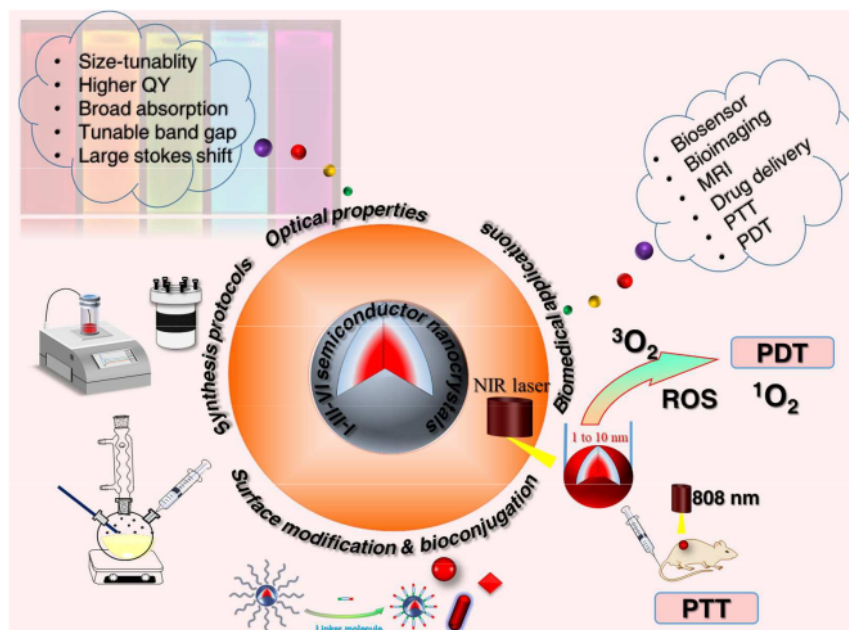 • Size-tunablity
• Higher QY
• Broad absorption
• Tunable band gap
• Large stokes shift
• Biosensor
• Bioimaging
• MRI
• Drug delivery
• PTT
• PDT
Optical properties
Biomedical applications
Synthesis protocols
I-III-VI semiconductor nanocrystals
Surface modification & bioconjugation
NIR laser
³O₂
PDT
ROS
¹O₂
1 to 10 nm
808 nm
PTT
Linker molecule